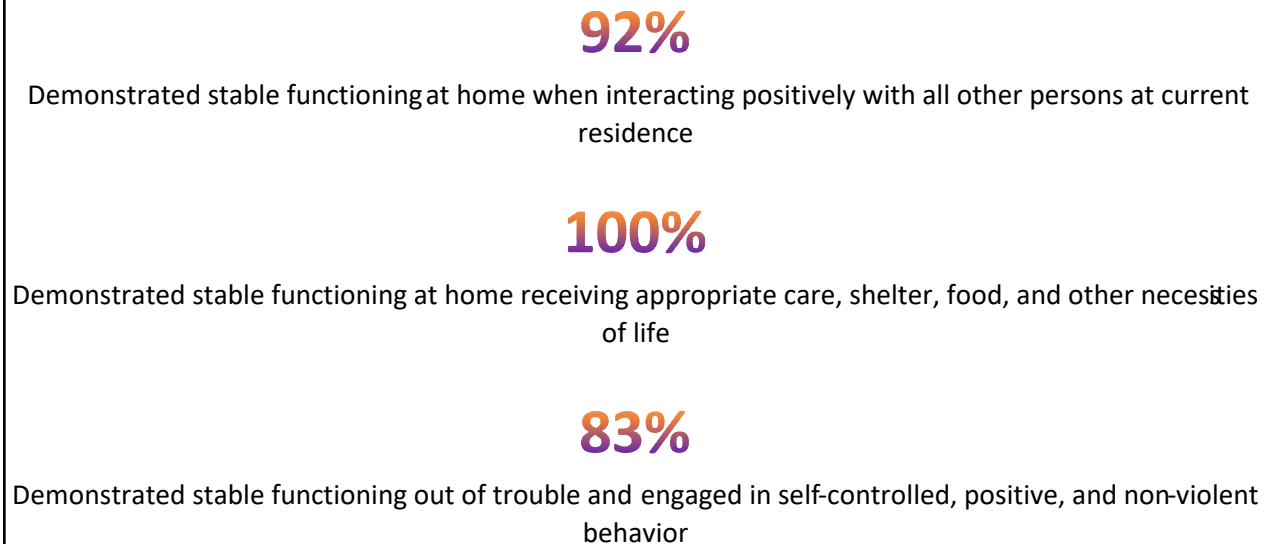 92%
Demonstrated stable functioning at home when interacting positively with all other persons at current
residence
100%
Demonstrated stable functioning at home receiving appropriate care, shelter, food, and other necessities
of life
83%
Demonstrated stable functioning out of trouble and engaged in self-controlled, positive, and non-violent
behavior